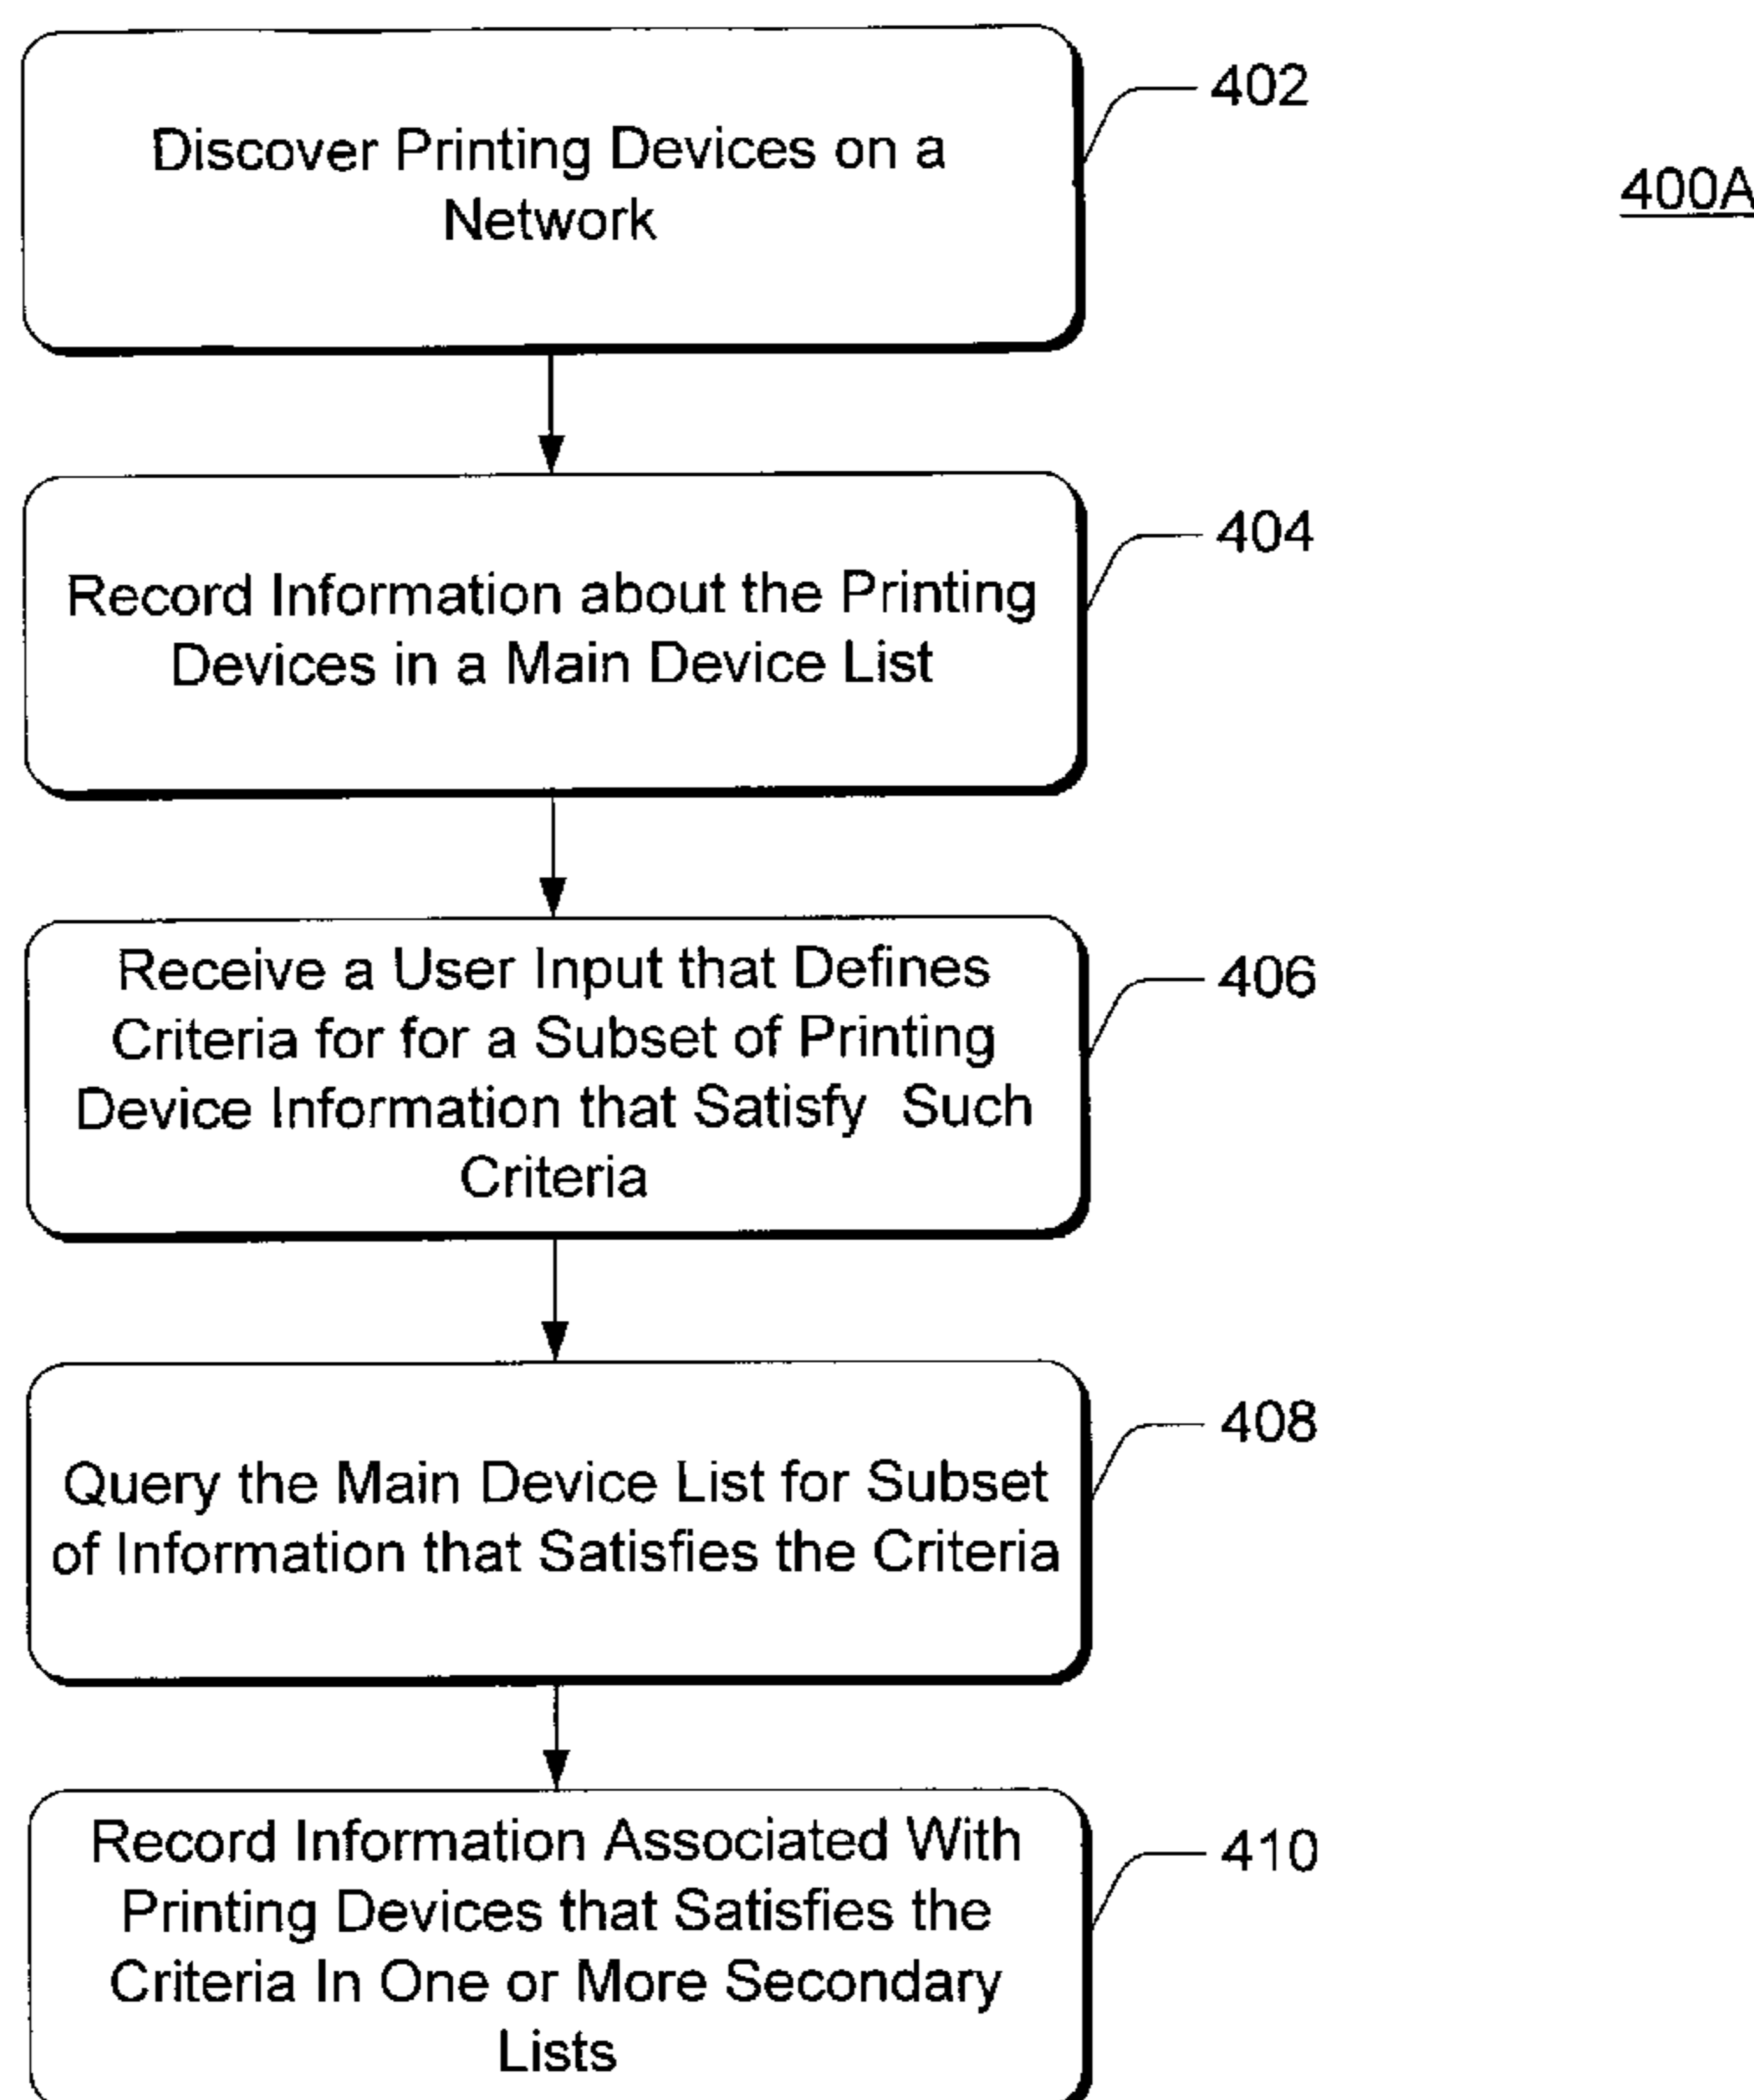 Discover Printing Devices on a
Network
402
400A
Record Information about the Printing
Devices in a Main Device List
404
Receive a User Input that Defines
Criteria for for a Subset of Printing
Device Information that Satisfy Such
Criteria
406
Query the Main Device List for Subset
of Information that Satisfies the Criteria
408
Record Information Associated With
Printing Devices that Satisfies the
Criteria In One or More Secondary
Lists
410